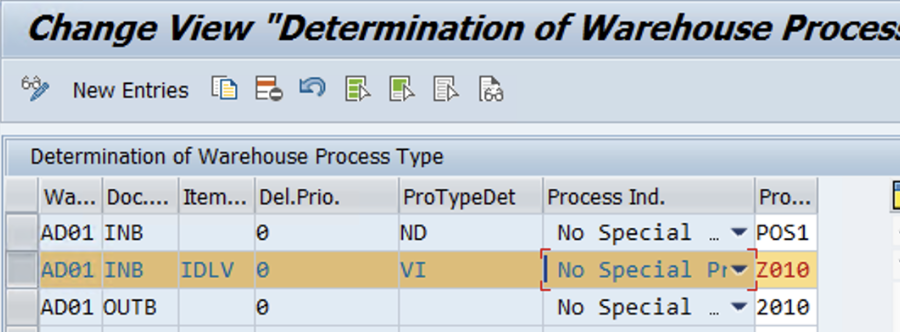 Change View "Determination of Warehouse Process
New Entries
Determination of Warehouse Process Type
Wa... Doc.... Item... Del.Prio. ProTypeDet Process Ind. Pro...
AD01 INB 0 ND No Special ... POS1
AD01 INB IDLV 0 VI No Special Pr Z010
AD01 OUTB 0 No Special ... 2010